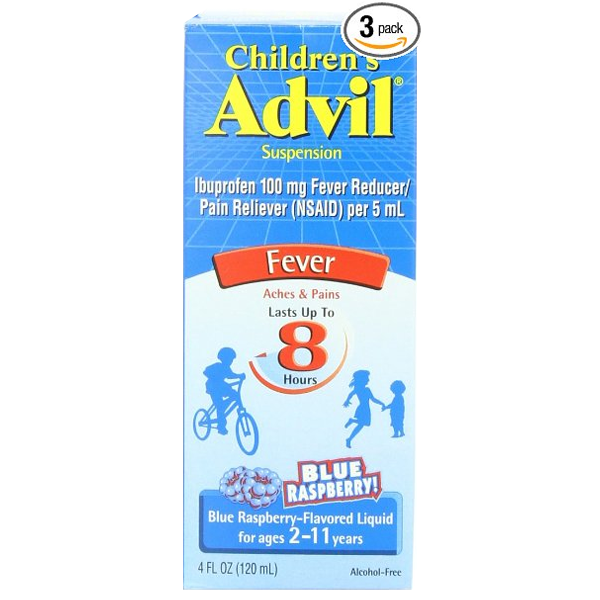 3 pack
Children's
Advil®
Suspension
Ibuprofen 100 mg Fever Reducer/
Pain Reliever (NSAID) per 5 mL
Fever
Aches & Pains
Lasts Up To
8
Hours
BLUE
RASPBERRY!
Blue Raspberry-Flavored Liquid
for ages 2-11 years
4 FL OZ (120 mL)
Alcohol-Free